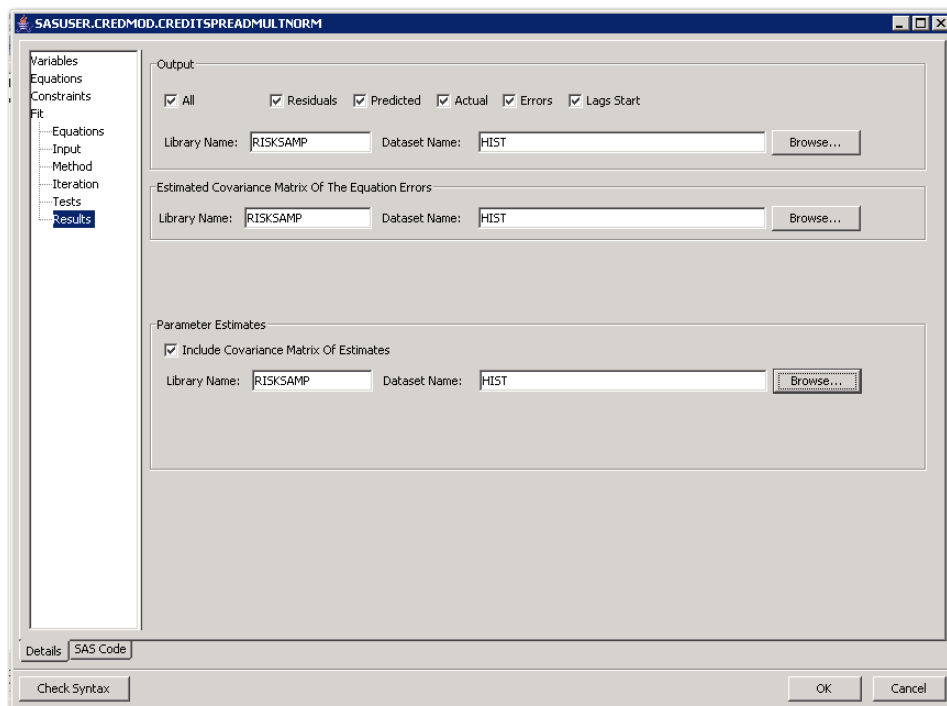 SASUSER.CREDMOD.CREDITSPREADMULTNORM
Variables
Equations
Constraints
Fit
Equations
Input
Method
Iteration
Tests
Results
Output
All Residuals Predicted Actual Errors Lags Start
Library Name: RISKSAMP Dataset Name: HIST Browse...
Estimated Covariance Matrix Of The Equation Errors
Library Name: RISKSAMP Dataset Name: HIST Browse...
Parameter Estimates
Include Covariance Matrix Of Estimates
Library Name: RISKSAMP Dataset Name: HIST Browse...
Details SAS Code
Check Syntax OK Cancel